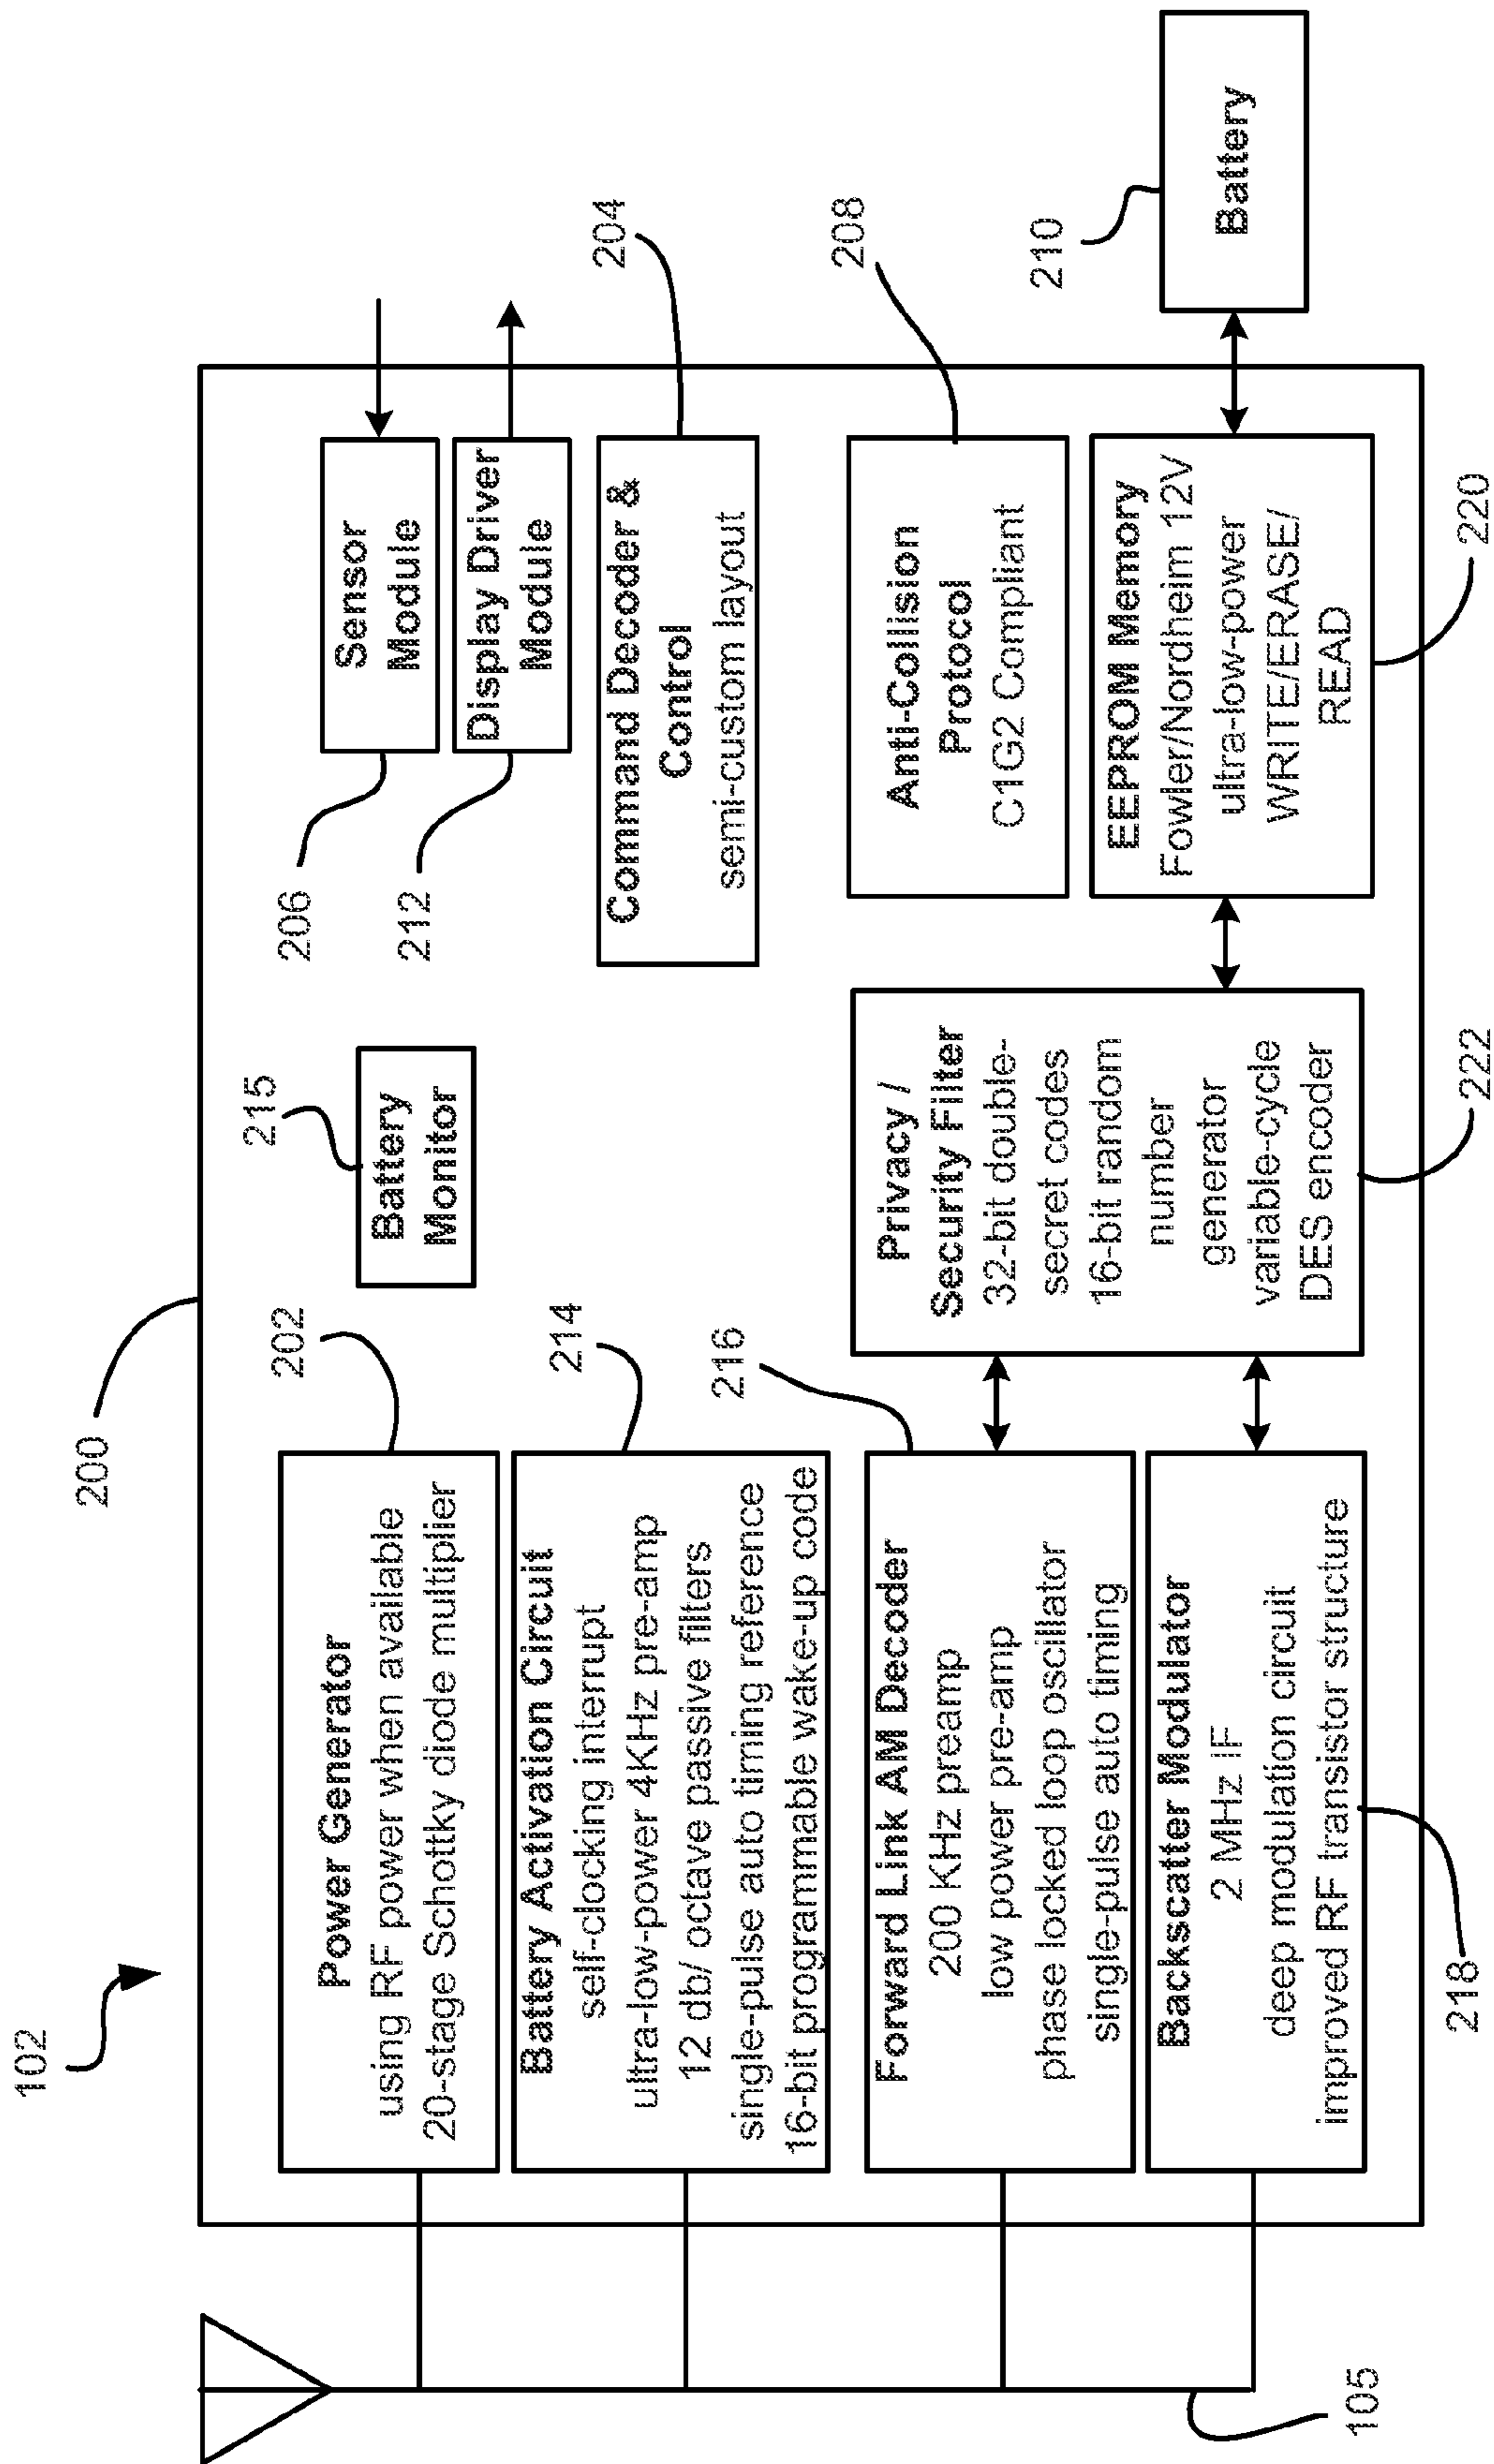 102
200
105
Power Generator
using RF power when available
20-stage Schottky diode multiplier
202
Battery Activation Circuit
self-clocking interrupt
ultra-low-power 4KHz pre-amp
12 db/ octave passive filters
single-pulse auto timing reference
16-bit programmable wake-up code
214
Forward Link AM Decoder
200 KHz preamp
low power pre-amp
phase locked loop oscillator
single-pulse auto timing
216
Backscatter Modulator
2 MHz IF
deep modulation circuit
improved RF transistor structure
218
215
Battery
Monitor
Privacy /
Security Filter
32-bit double-
secret codes
16-bit random
number
generator
variable-cycle
DES encoder
222
206
Sensor
Module
212
Display Driver
Module
Command Decoder &
Control
semi-custom layout
204
Anti-Collision
Protocol
C1G2 Compliant
208
EEPROM Memory
Fowler/Nordheim 12V
ultra-low-power
WRITE/ERASE/
READ
220
210
Battery